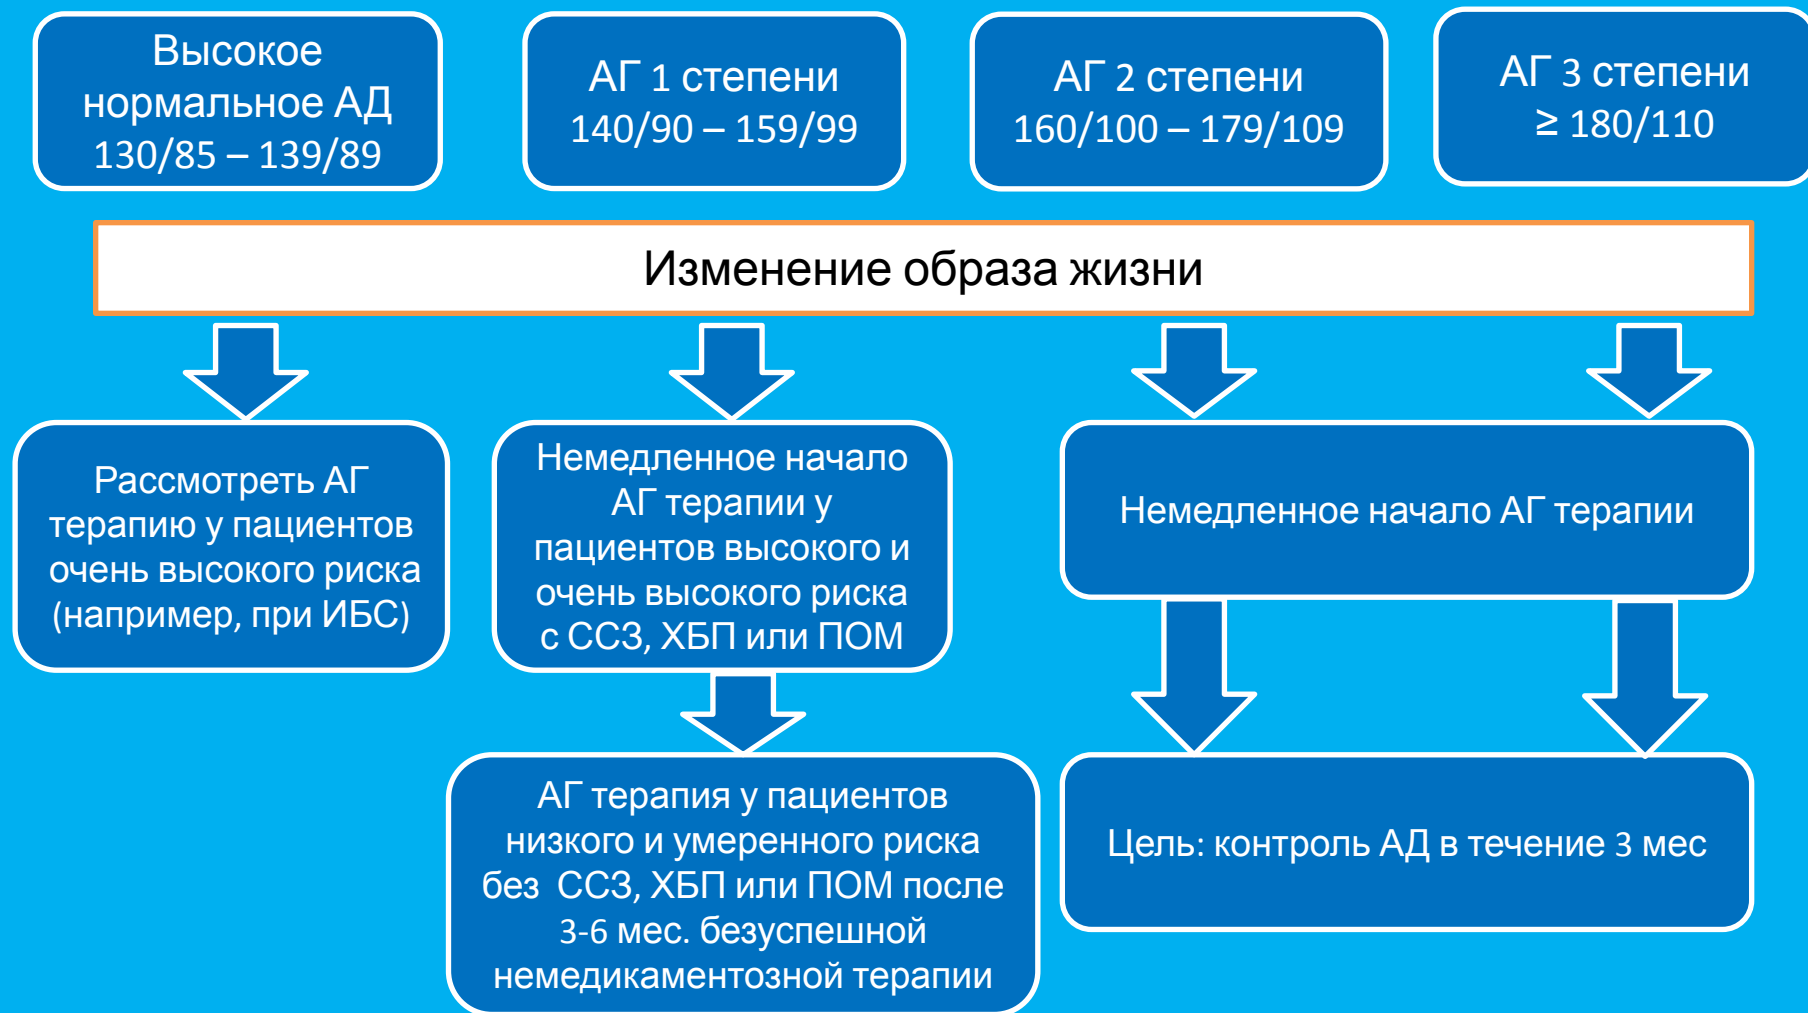 Высокое
нормальное АД
130/85 – 139/89
АГ 1 степени
140/90 – 159/99
АГ 2 степени
160/100 – 179/109
АГ 3 степени
≥ 180/110
Изменение образа жизни
Рассмотреть АГ
терапию у пациентов
очень высокого риска
(например, при ИБС)
Немедленное начало
АГ терапии у
пациентов высокого и
очень высокого риска
с ССЗ, ХБП или ПОМ
Немедленное начало АГ терапии
АГ терапия у пациентов
низкого и умеренного риска
без  ССЗ, ХБП или ПОМ после
3-6 мес. безуспешной
немедикаментозной терапии
Цель: контроль АД в течение 3 мес